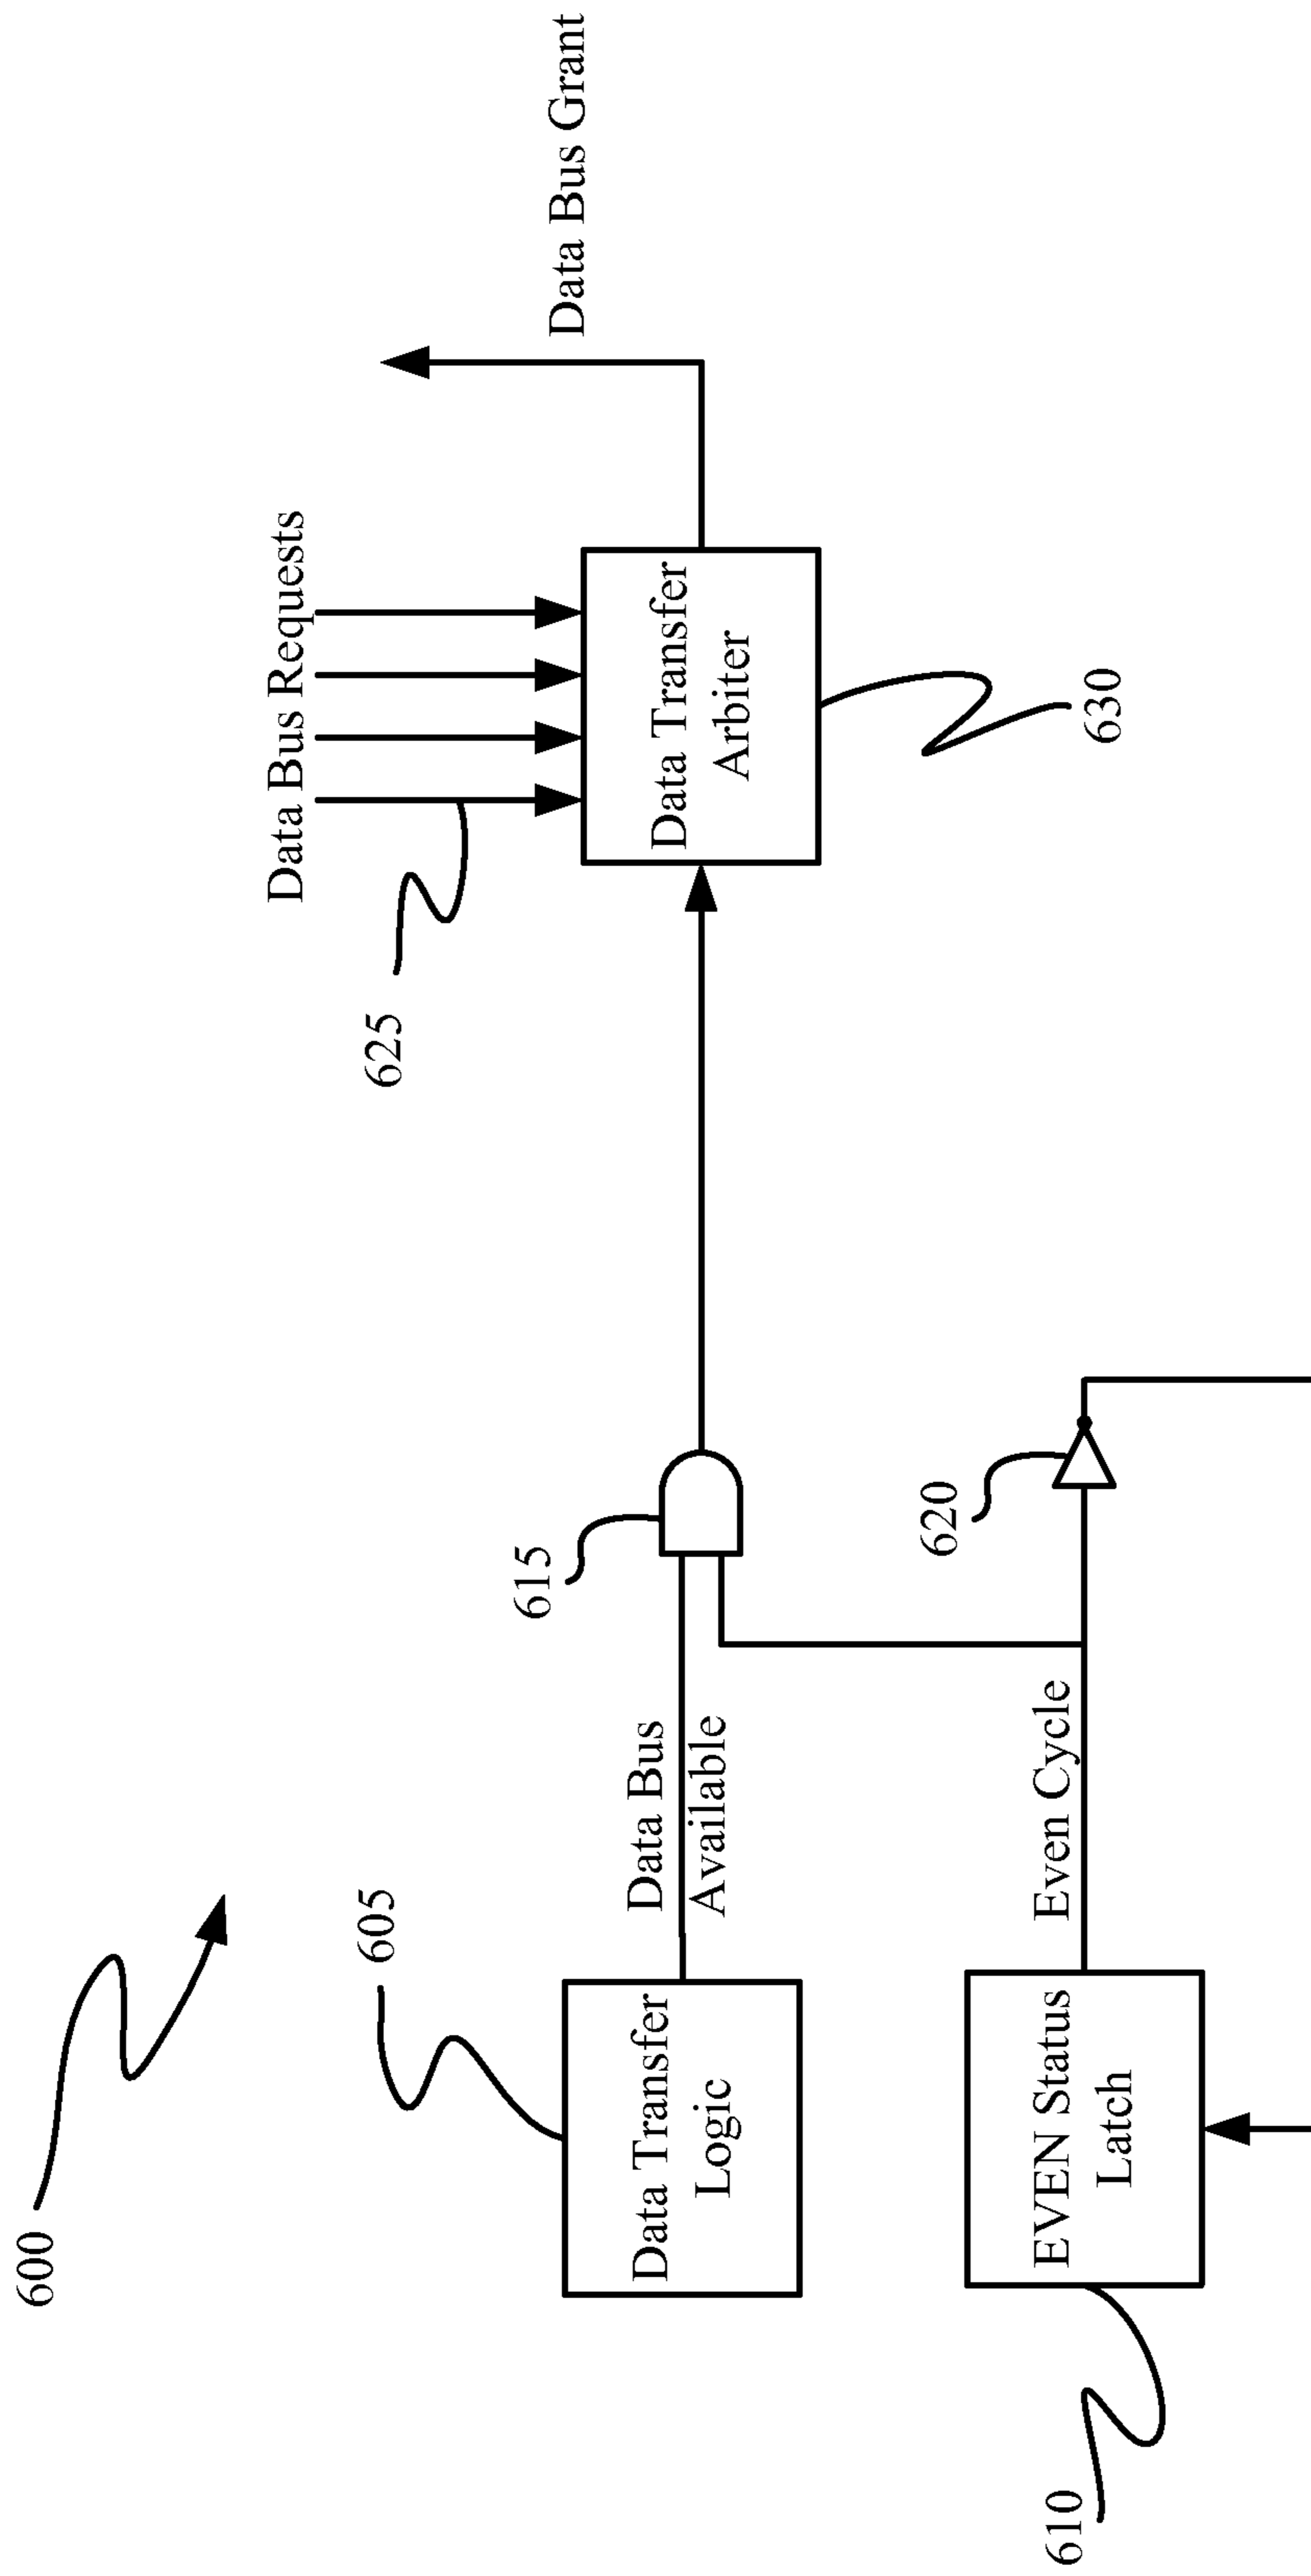 600
605
Data Transfer
Logic
Data Bus
Available
615
625
Data Bus Requests
Data Transfer
Arbiter
630
Data Bus Grant
610
EVEN Status
Latch
Even Cycle
620